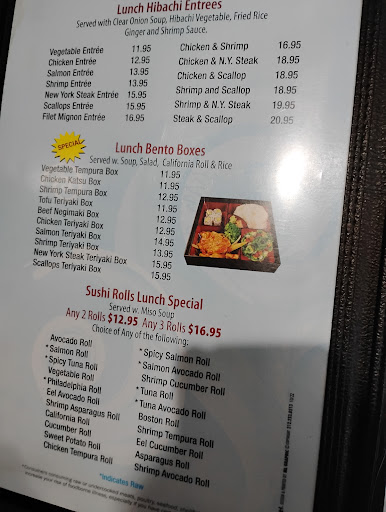 Lunch Hibachi Entrees
Served with Clear Onion Soup, Hibachi Vegetable, Fried Rice
Ginger and Shrimp Sauce.
Vegetable Entrée 11.95
Chicken Entrée 12.95
Salmon Entrée 13.95
Shrimp Entrée 13.95
New York Steak Entrée 15.95
Scallops Entrée 15.95
Filet Mignon Entrée 16.95
Chicken & Shrimp 16.95
Chicken & N.Y. Steak 18.95
Chicken & Scallop 18.95
Shrimp and Scallop 18.95
Shrimp & N.Y. Steak 19.95
Steak & Scallop 20.95
SPECIAL
Lunch Bento Boxes
Served w. Soup, Salad, California Roll & Rice
Vegetable Tempura Box 11.95
Chicken Katsu Box 11.95
Shrimp Tempura Box 12.95
Tofu Teriyaki Box 11.95
Beef Negimaki Box 12.95
Chicken Teriyaki Box 12.95
Salmon Teriyaki Box 14.95
Shrimp Teriyaki Box 13.95
New York Steak Teriyaki Box 15.95
Scallops Teriyaki Box 15.95
Sushi Rolls Lunch Special
Served w. Miso Soup
Any 2 Rolls $12.95 Any 3 Rolls $16.95
Choice of Any of the following:
Avocado Roll
* Salmon Roll
* Spicy Tuna Roll
Vegetable Roll
* Philadelphia Roll
Eel Avocado Roll
Shrimp Asparagus Roll
California Roll
Cucumber Roll
Sweet Potato Roll
Chicken Tempura Roll
* Spicy Salmon Roll
* Salmon Avocado Roll
Shrimp Cucumber Roll
* Tuna Roll
* Tuna Avocado Roll
Boston Roll
Shrimp Tempura Roll
Eel Cucumber Roll
Asparagus Roll
Shrimp Avocado Roll
*Indicates Raw